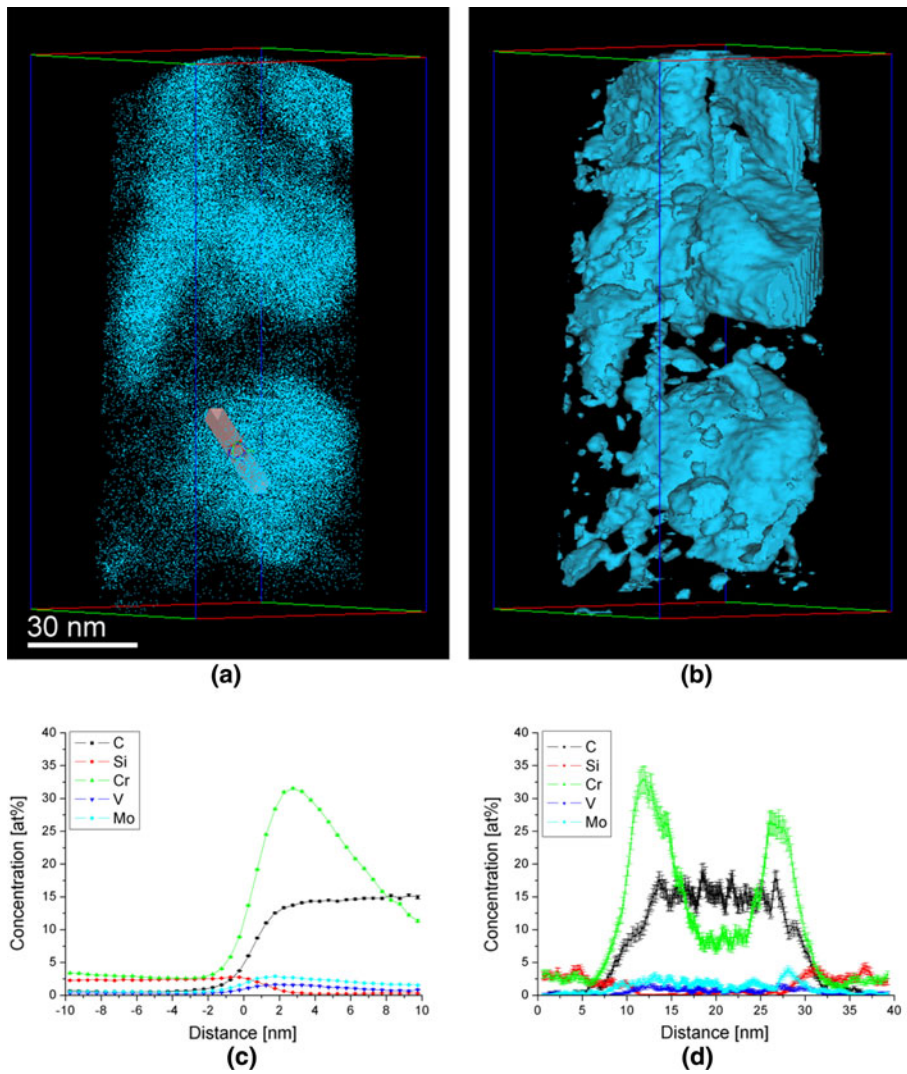 30 nm
(a)
(b)
40
35
30
25
20
15
10
5
0
Concentration [at%]
C
Si
Cr
V
Mo
-10 -8 -6 -4 -2 0 2 4 6 8 10
Distance [nm]
(c)
40
35
30
25
20
15
10
5
0
Concentration [at%]
C
Si
Cr
V
Mo
0 5 10 15 20 25 30 35 40
Distance [nm]
(d)